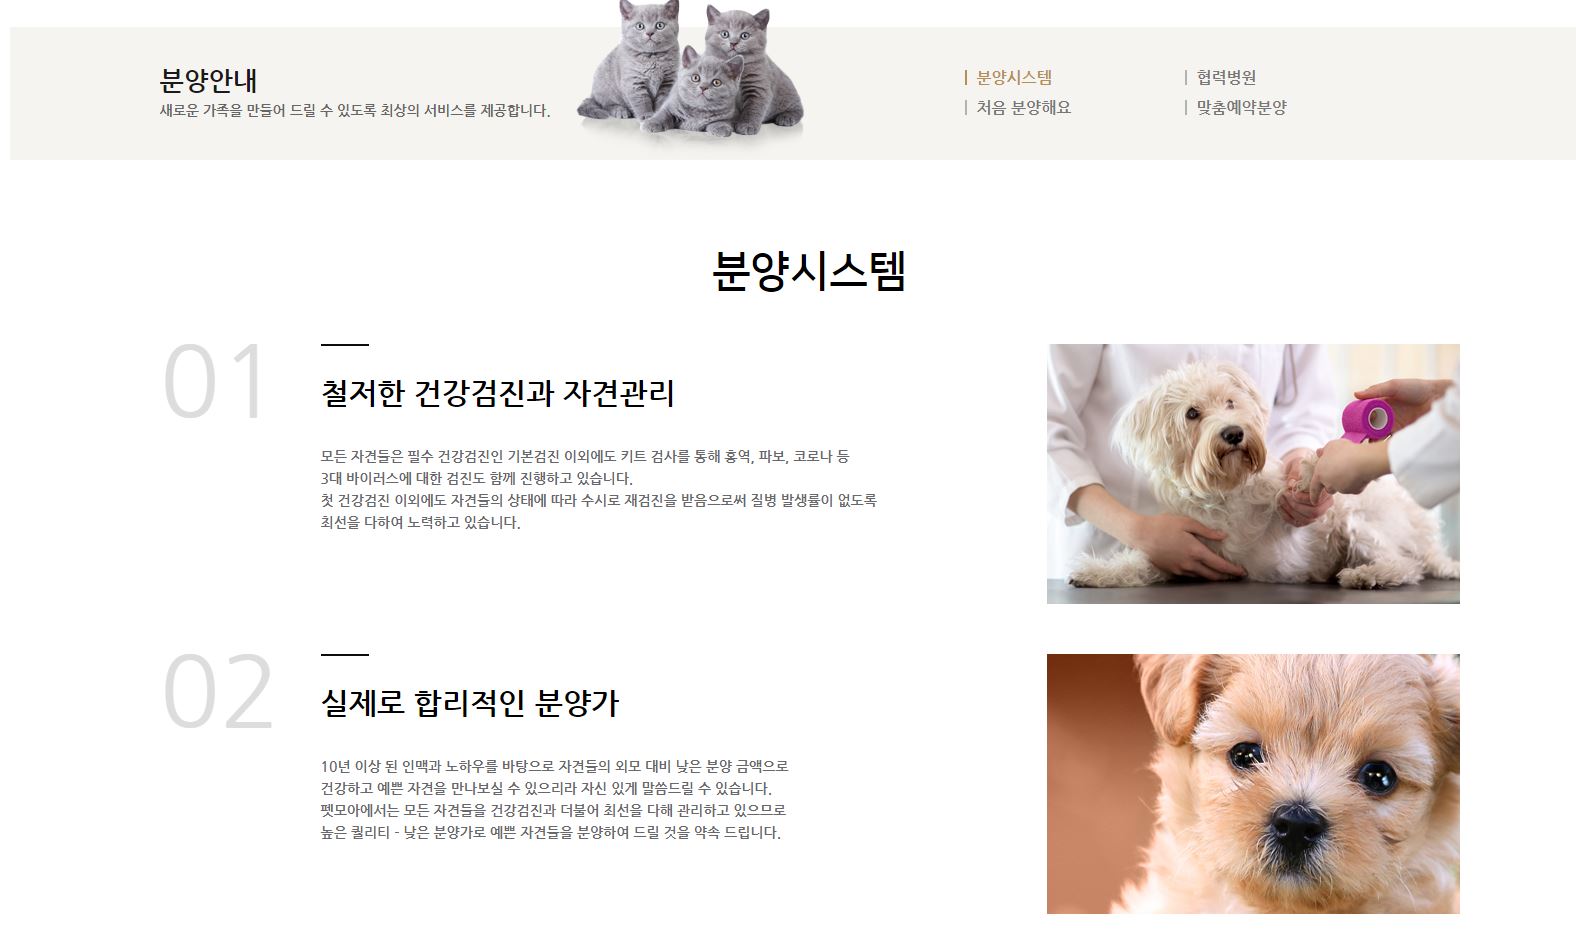 분양안내
새로운 가족을 만들어 드릴 수 있도록 최상의 서비스를 제공합니다.
분양시스템
협력병원
처음 분양해요
맞춤예약분양
분양시스템
01
철저한 건강검진과 자견관리
모든 자견들은 필수 건강검진인 기본검진 이외에도 키트 검사를 통해 홍역, 파보, 코로나 등
3대 바이러스에 대한 검진도 함께 진행하고 있습니다.
첫 건강검진 이외에도 자견들의 상태에 따라 수시로 재검진을 받음으로써 질병 발생률이 없도록
최선을 다하여 노력하고 있습니다.
02
실제로 합리적인 분양가
10년 이상 된 인맥과 노하우를 바탕으로 자견들의 외모 대비 낮은 분양 금액으로
건강하고 예쁜 자견을 만나보실 수 있으리라 자신 있게 말씀드릴 수 있습니다.
펫모아에서는 모든 자견들을 건강검진과 더불어 최선을 다해 관리하고 있으므로
높은 퀄리티 - 낮은 분양가로 예쁜 자견들을 분양하여 드릴 것을 약속 드립니다.